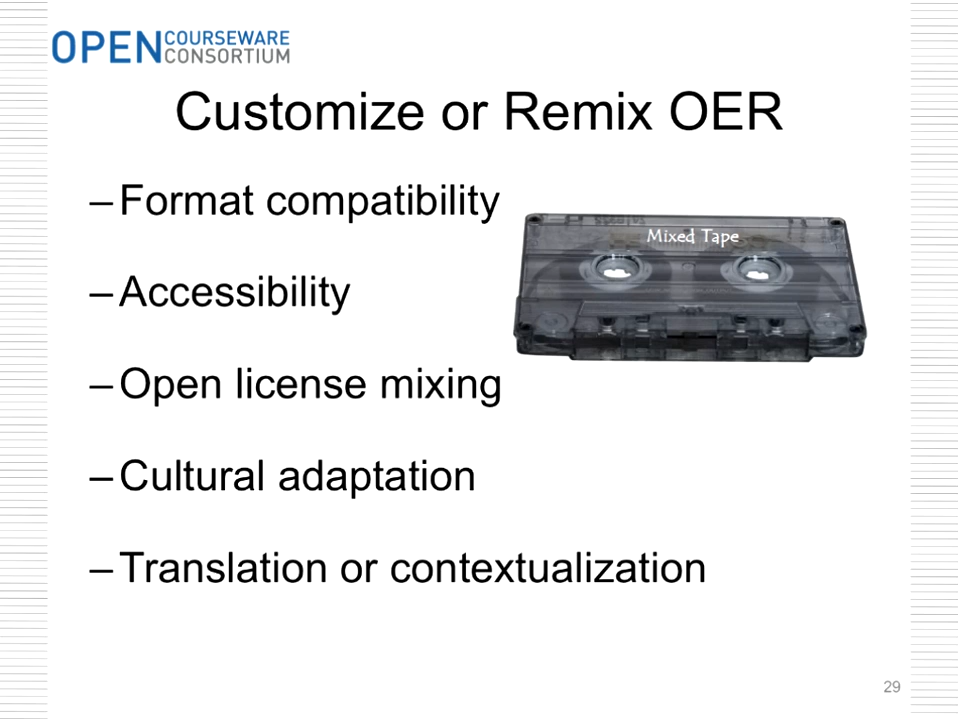 OPEN COURSEWARE
CONSORTIUM
Customize or Remix OER
– Format compatibility
Mixed Tape
– Accessibility
– Open license mixing
– Cultural adaptation
– Translation or contextualization
29